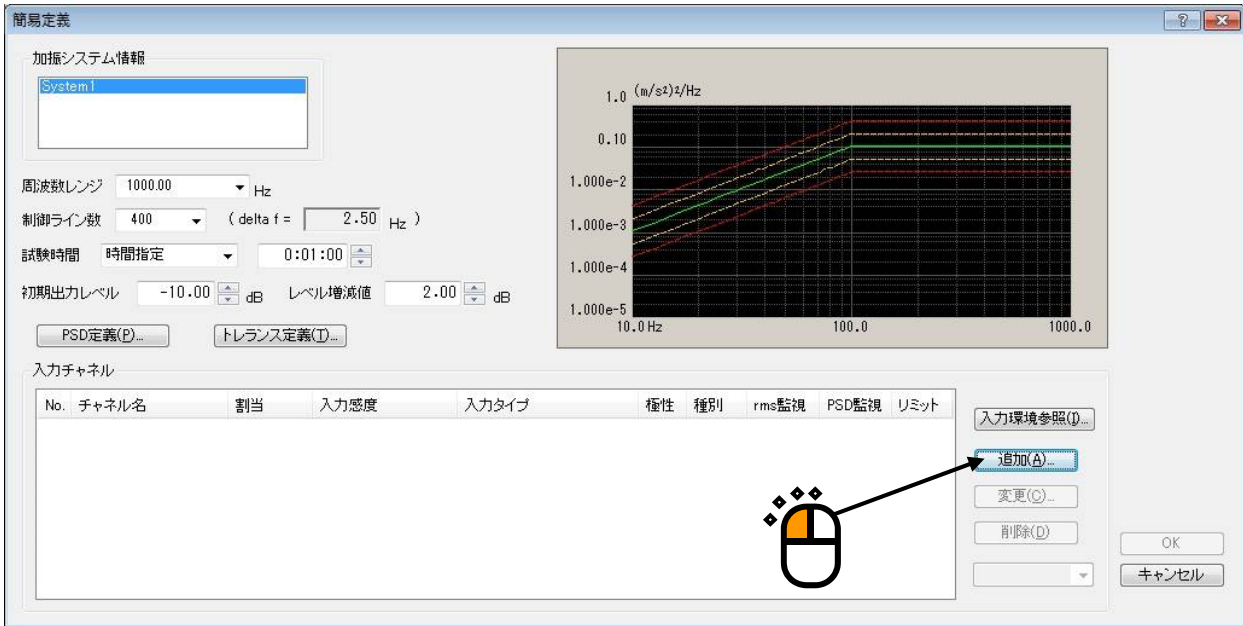 簡易定義
加振システム情報
System1
周波数レンジ 1000.00 Hz
制御ライン数 400 ( delta f = 2.50 Hz )
試験時間 時間指定 0:01:00
初期出力レベル -10.00 dB レベル増減値 2.00 dB
PSD定義(P)... トレランス定義(T)...
(m/s²)²/Hz
1.0
0.10
1.000e-2
1.000e-3
1.000e-4
1.000e-5
10.0 Hz 100.0 1000.0
入力チャネル
No. チャネル名 割当 入力感度 入力タイプ 極性 種別 rms監視 PSD監視 リミット
入力環境参照(I)...
追加(A)...
変更(C)...
削除(D)
OK
キャンセル